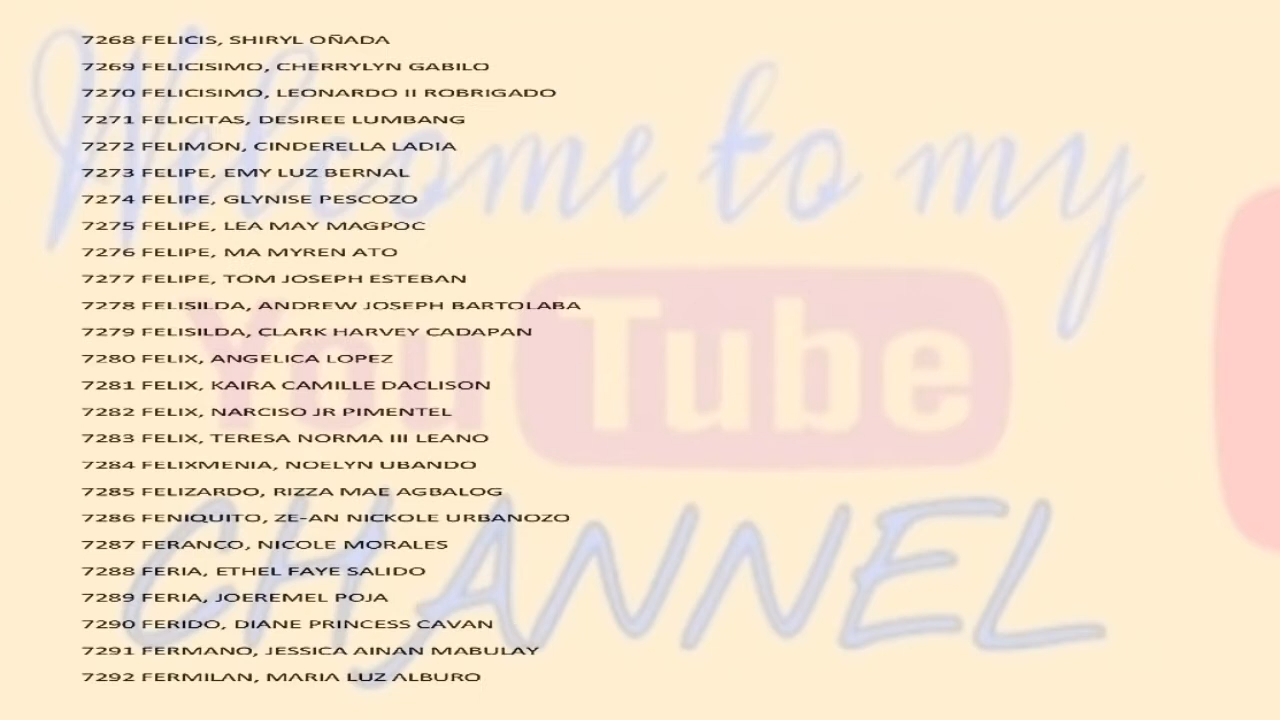 7268 FELICIS, SHIRYL OÑADA
7269 FELICISIMO, CHERRYLYN GABILO
7270 FELICISIMO, LEONARDO II ROBRIGADO
7271 FELICITAS, DESIREE LUMBANG
7272 FELIMON, CINDERELLA LADIA
7273 FELIPE, EMY LUZ BERNAL
7274 FELIPE, GLYNISE PESCOZO
7275 FELIPE, LEA MAY MAGPOC
7276 FELIPE, MA MYREN ATO
7277 FELIPE, TOM JOSEPH ESTEBAN
7278 FELISILDA, ANDREW JOSEPH BARTOLABA
7279 FELISILDA, CLARK HARVEY CADAPAN
7280 FELIX, ANGELICA LOPEZ
7281 FELIX, KAIRA CAMILLE DACLISON
7282 FELIX, NARCISO JR PIMENTEL
7283 FELIX, TERESA NORMA III LEANO
7284 FELIXMENIA, NOELYN UBANDO
7285 FELIZARDO, RIZZA MAE AGBALOG
7286 FENIQUITO, ZE-AN NICKOLE URBANOZO
7287 FERANCO, NICOLE MORALES
7288 FERIA, ETHEL FAYE SALIDO
7289 FERIA, JOEREMEL POJA
7290 FERIDO, DIANE PRINCESS CAVAN
7291 FERMANO, JESSICA AINAN MABULAY
7292 FERMILAN, MARIA LUZ ALBURO
Welcome to my
YouTube
CHANNEL